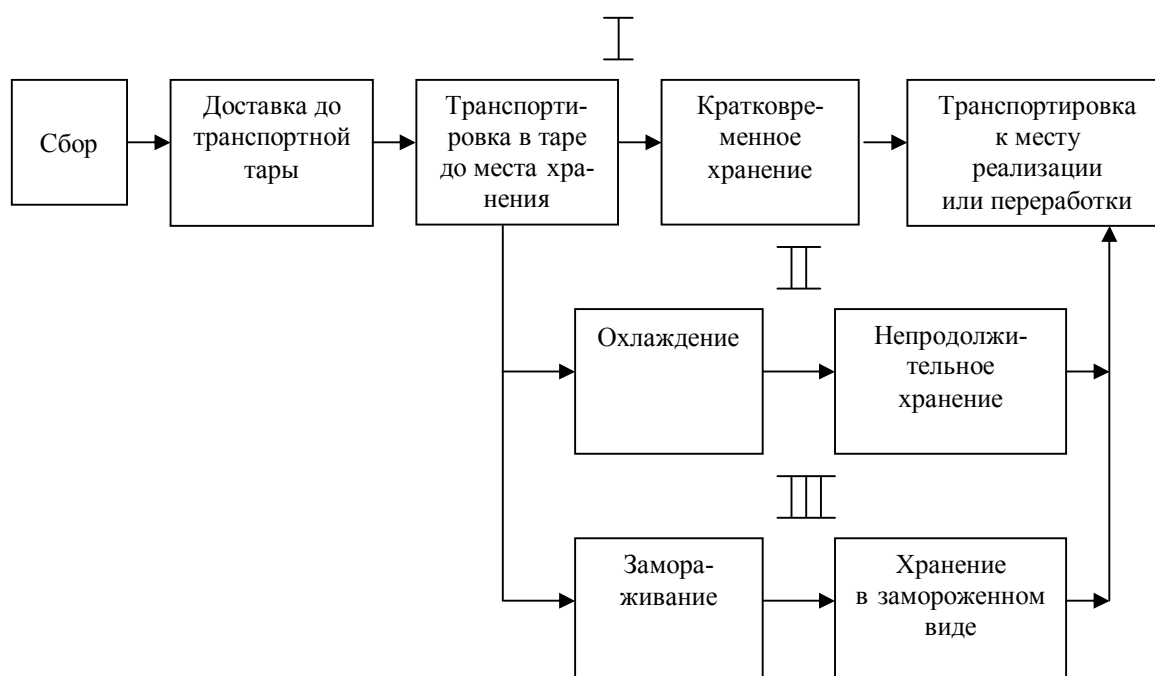 I
Сбор
Доставка до
транспортной
тары
Транспорти-
ровка в таре
до места хра-
нения
Кратковре-
менное
хранение
Транспортировка
к месту
реализации
или переработки
II
Охлаждение
Непродолжи-
тельное
хранение
III
Замора-
живание
Хранение
в замороженном
виде